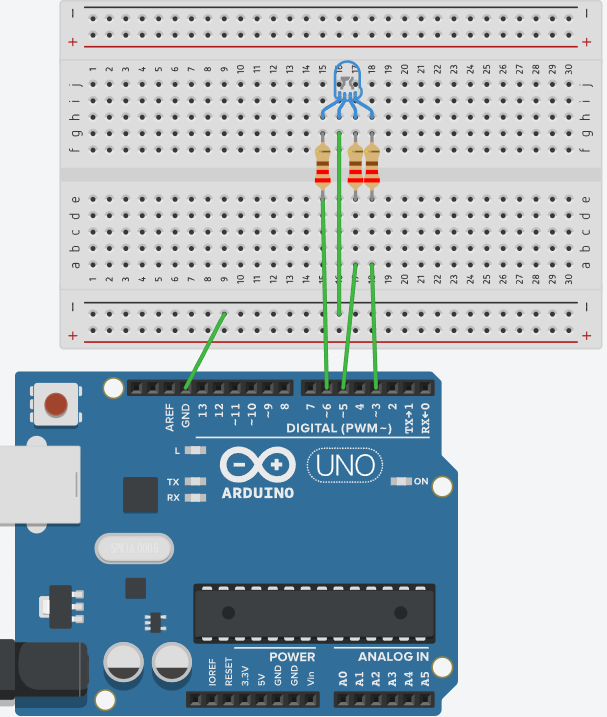 − −
+ +
1 2 3 4 5 6 7 8 9 10 11 12 13 14 15 16 17 18 19 20 21 22 23 24 25 26 27 28 29 30
j j
i i
h h
g g
f f
e e
d d
c c
b b
a a
1 2 3 4 5 6 7 8 9 10 11 12 13 14 15 16 17 18 19 20 21 22 23 24 25 26 27 28 29 30
− −
+ +
AREF GND 13 12 ~11 ~10 ~9 8 7 ~6 ~5 4 ~3 2 TX→1 RX←0
DIGITAL (PWM~)
L
TX
RX
UNO
ARDUINO
ON
POWER
ANALOG IN
IOREF RESET 3.3V 5V GND GND Vin A0 A1 A2 A3 A4 A5